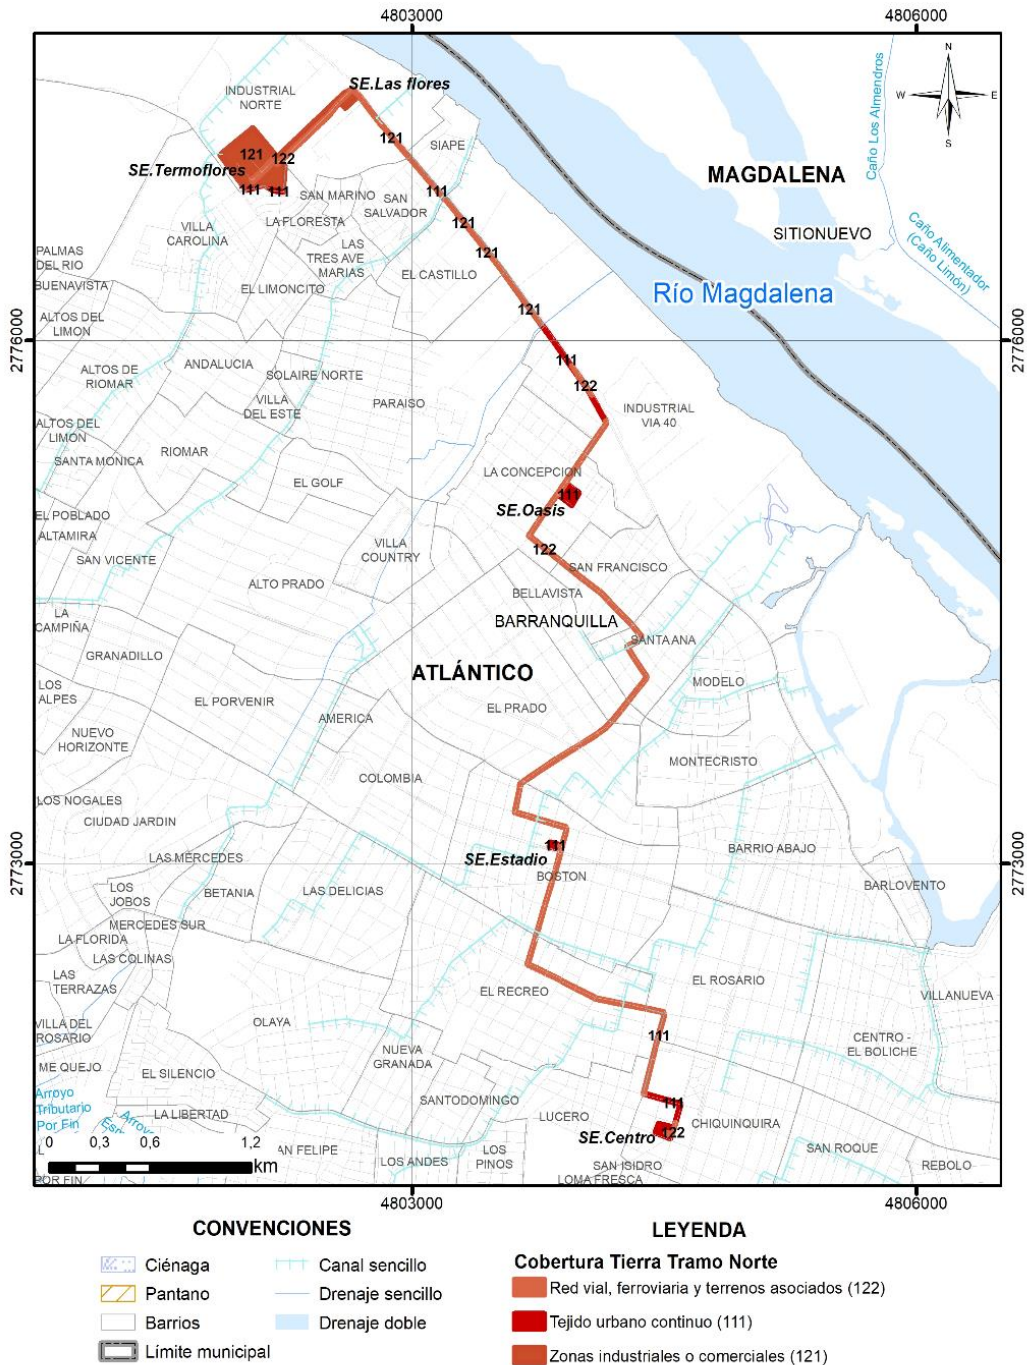 4803000
4806000
N
W
E
S
SE.Las flores
INDUSTRIAL
NORTE
121
SIAPE
121
122
SE.Termoflores
111
111
111
SAN MARINO
SAN
SALVADOR
LA FLORESTA
121
VILLA
CAROLINA
LAS
TRES AVE
MARIAS
121
EL CASTILLO
EL LIMONCITO
PALMAS
DEL RIO
BUENAVISTA
MAGDALENA
SITIONUEVO
Caño Los Almendros
Caño Alimentador
(Caño Limón)
Río Magdalena
121
ALTOS DEL
LIMON
2776000
2776000
111
122
ANDALUCIA
SOLAIRE NORTE
ALTOS DE
RIOMAR
VILLA
DEL ESTE
PARAISO
INDUSTRIAL
VIA 40
ALTOS DEL
LIMÓN
RIOMAR
SANTA MONICA
LA CONCEPCION
EL GOLF
111
SE.Oasis
EL POBLADO
ALTAMIRA
SAN VICENTE
VILLA
COUNTRY
122
SAN FRANCISCO
ALTO PRADO
BELLAVISTA
LA
CAMPIÑA
BARRANQUILLA
SANTA ANA
GRANADILLO
ATLÁNTICO
MODELO
LOS
ALPES
EL PORVENIR
EL PRADO
AMERICA
NUEVO
HORIZONTE
MONTECRISTO
COLOMBIA
LOS NOGALES
CIUDAD JARDIN
2773000
2773000
111
SE.Estadio
BARRIO ABAJO
LAS MERCEDES
BOSTON
LOS
JOBOS
BETANIA
LAS DELICIAS
BARLOVENTO
MERCEDES SUR
LA FLORIDA
LAS COLINAS
LAS
TERRAZAS
EL RECREO
EL ROSARIO
VILLANUEVA
VILLA DEL
ROSARIO
OLAYA
111
CENTRO -
EL BOLICHE
NUEVA
GRANADA
ME QUEJO
EL SILENCIO
Arroyo
Tributario
Por Fin
SANTODOMINGO
111
LA LIBERTAD
LUCERO
CHIQUINQUIRA
122
SE.Centro
0 0,3 0,6 1,2
km
AN FELIPE
LOS ANDES
LOS
PINOS
SAN ISIDRO
LOMA FRESCA
SAN ROQUE
REBOLO
POR FIN
4803000
4806000
CONVENCIONES
Ciénaga
Pantano
Barrios
Límite municipal
Canal sencillo
Drenaje sencillo
Drenaje doble
LEYENDA
Cobertura Tierra Tramo Norte
Red vial, ferroviaria y terrenos asociados (122)
Tejido urbano continuo (111)
Zonas industriales o comerciales (121)